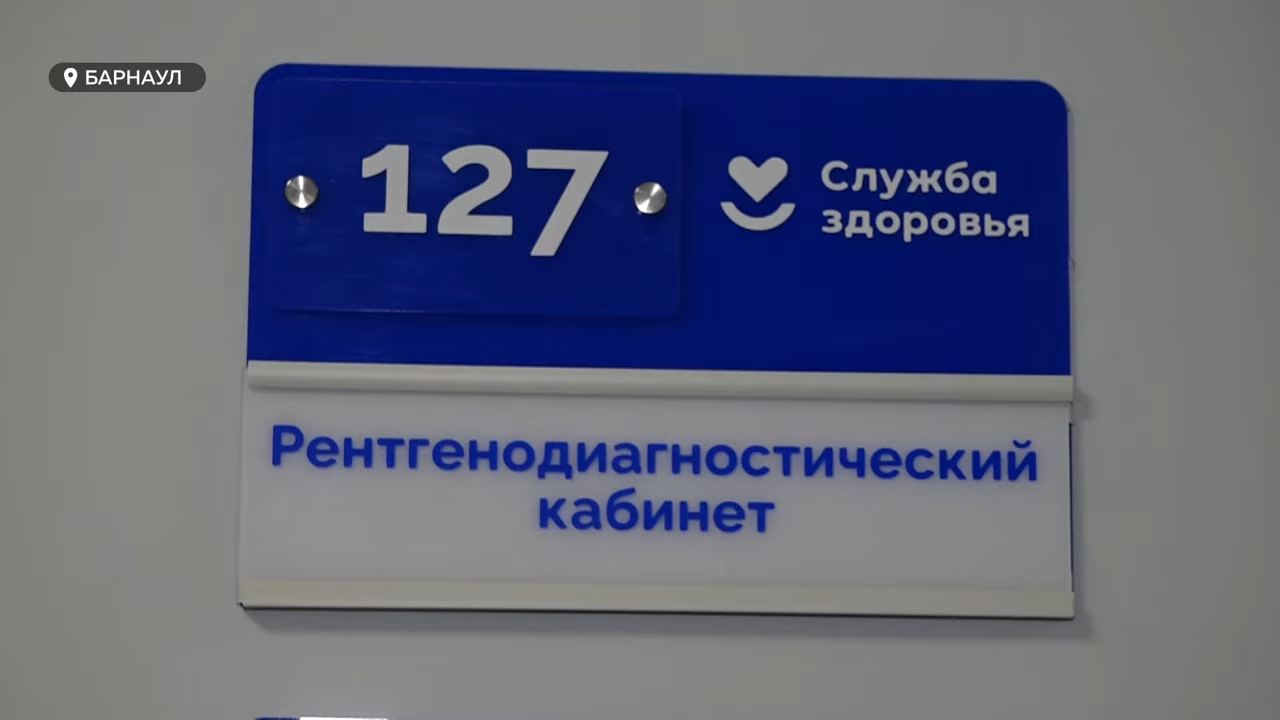 БАРНАУЛ
127
Служба
здоровья
Рентгенодиагностический
кабинет